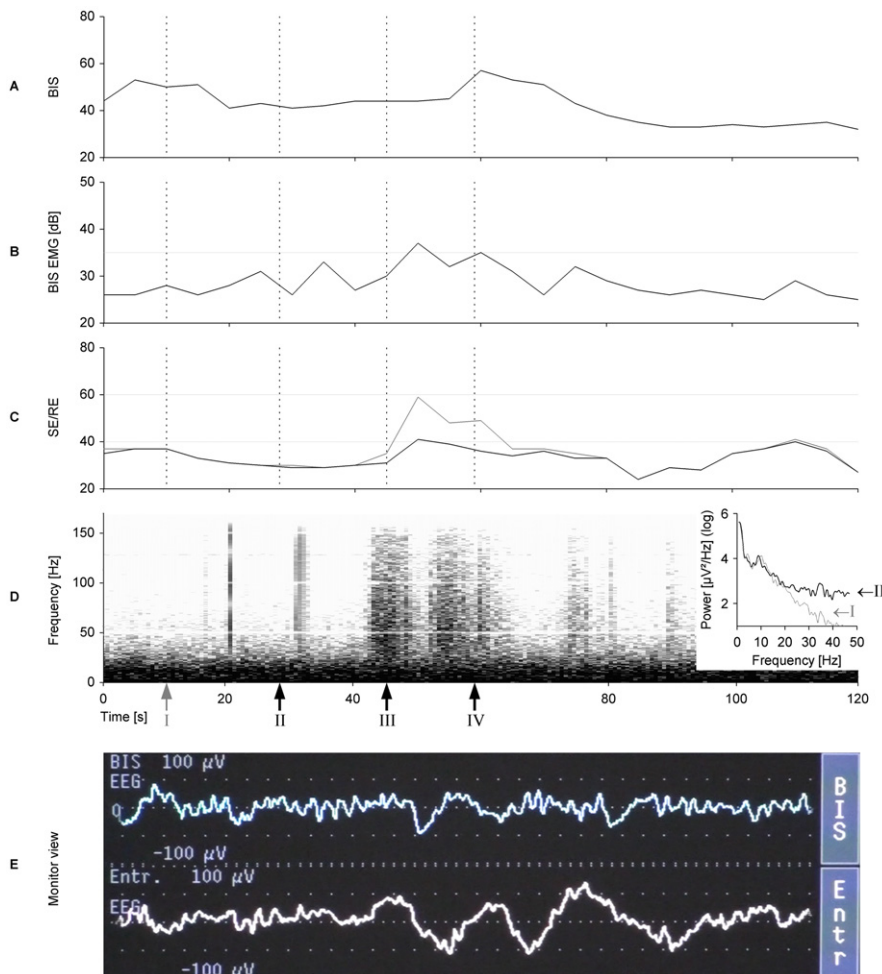 A
BIS
80
60
40
20
B
BIS EMG [dB]
50
40
30
20
C
SE/RE
80
60
40
20
D
Frequency [Hz]
150
100
50
0
0 20 40 60 80 100 120
Time [s] I II III IV
Power [µV²/Hz] (log)
6
4
2
0 10 20 30 40 50
Frequency [Hz]
←I
E
Monitor view
BIS 100 µV
EEG
-100 µV
BIS
Entr. 100 µV
EEG
-100 µV
Entr